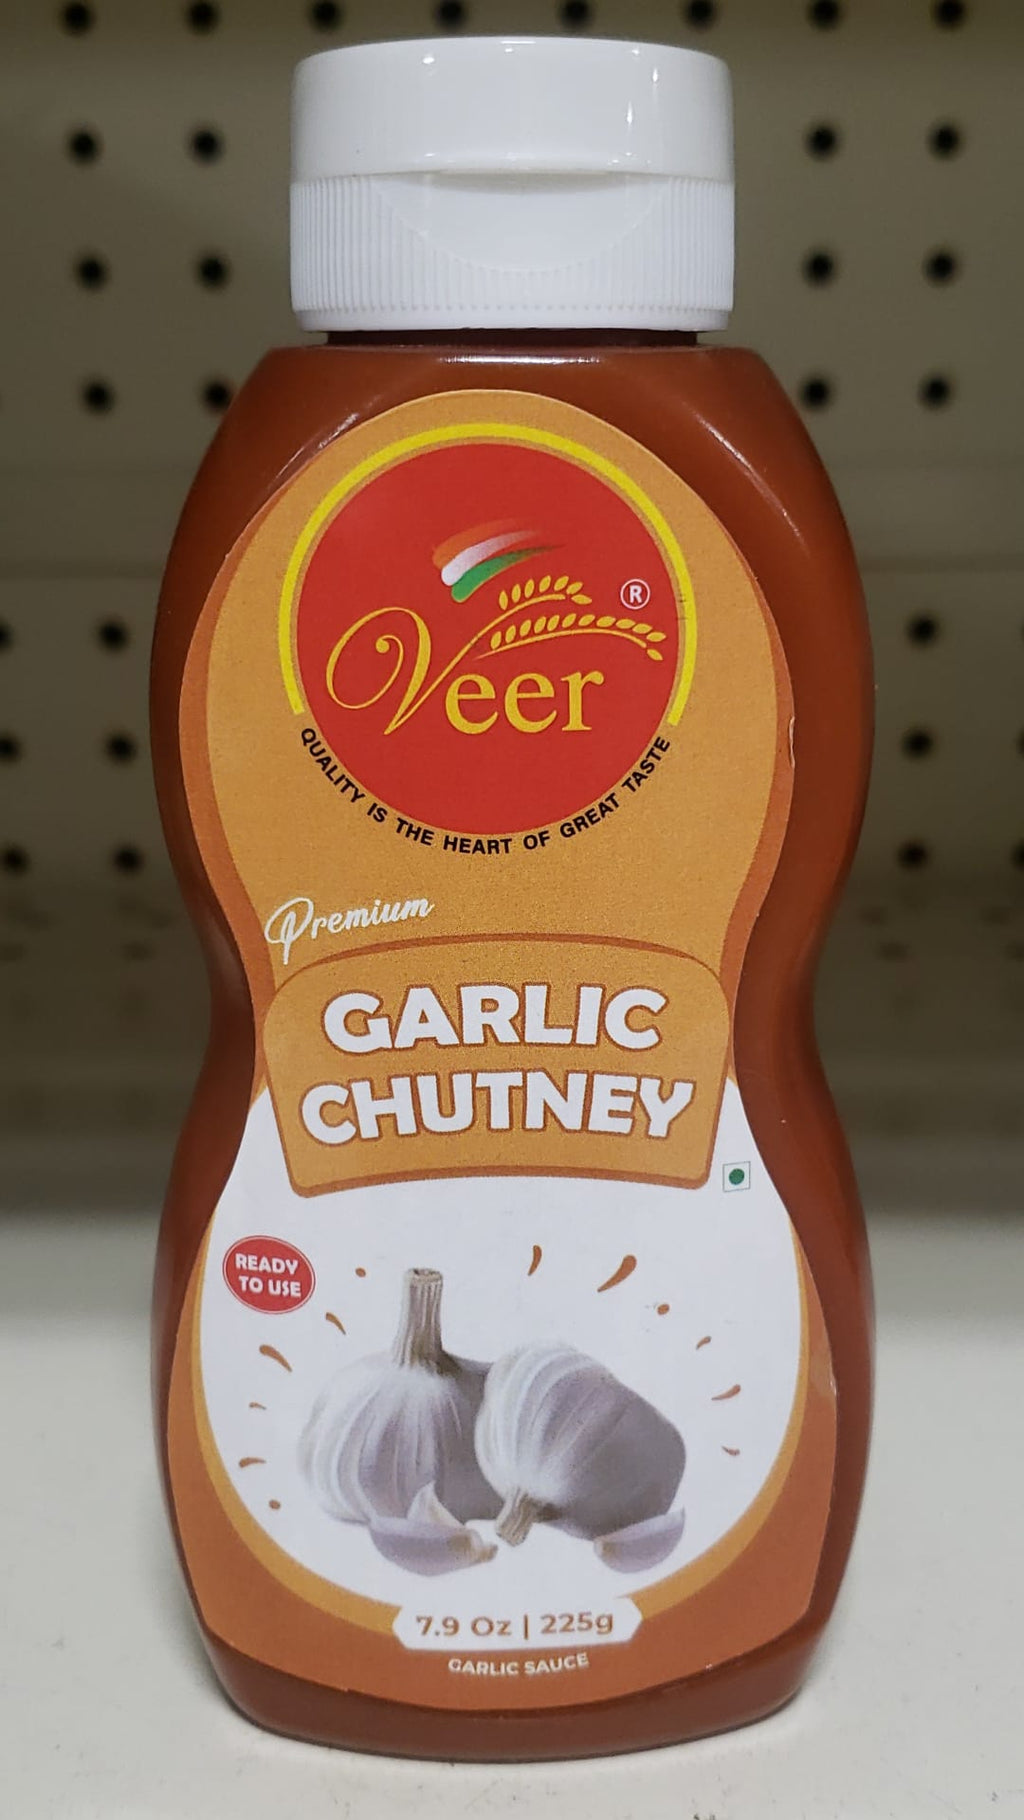 Veer ®
QUALITY IS THE HEART OF GREAT TASTE
Premium
GARLIC
CHUTNEY
READY
TO USE
7.9 Oz | 225g
GARLIC SAUCE